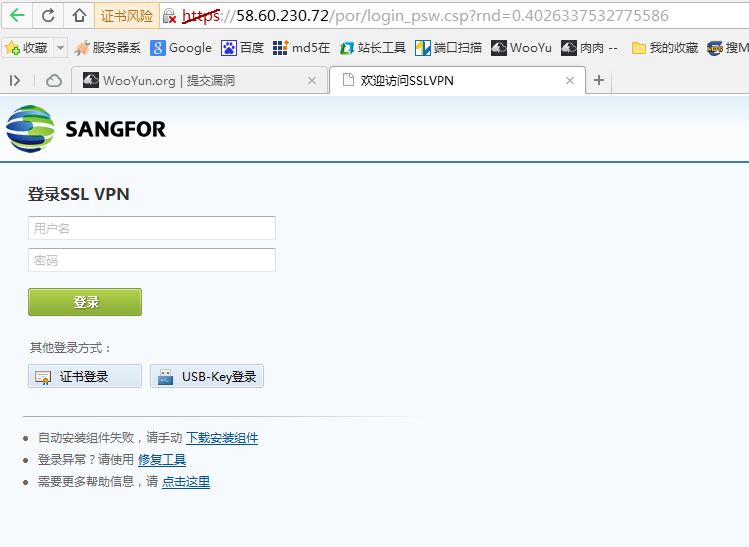 证书风险 https://58.60.230.72/por/login_psw.csp?rnd=0.4026337532775586
收藏 服务器系 Google 百度 md5在 站长工具 端口扫描 WooYu 肉肉 -- 我的收藏 搜M
WooYun.org | 提交漏洞 欢迎访问SSLVPN
SANGFOR
登录SSL VPN
用户名
密码
登录
其他登录方式：
证书登录 USB-Key登录
自动安装组件失败，请手动 下载安装组件
登录异常？请使用 修复工具
需要更多帮助信息，请 点击这里